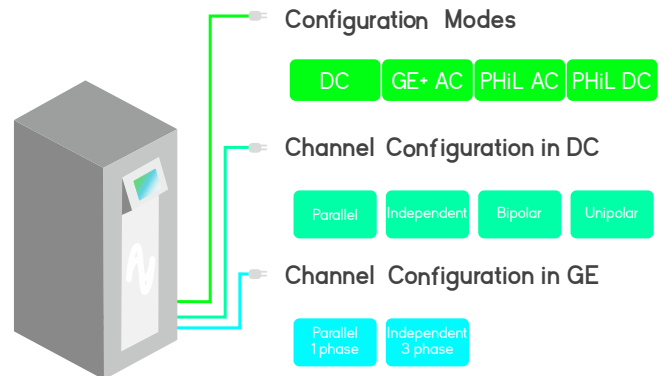 Configuration Modes
DC
GE+ AC
PHiL AC
PHiL DC
Channel Configuration in DC
Parallel
Independent
Bipolar
Unipolar
Channel Configuration in GE
Parallel
1 phase
Independent
3 phase